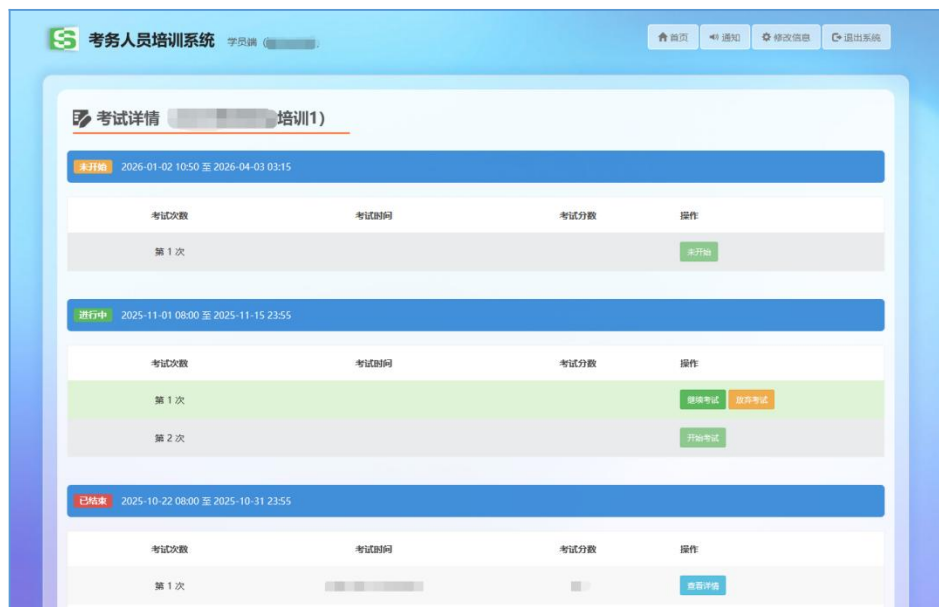 考务人员培训系统 学员端 (
首页 通知 修改信息 退出系统
考试详情 培训1)
未开始 2026-01-02 10:50 至 2026-04-03 03:15
考试次数 考试时间 考试分数 操作
第 1 次 未开始
进行中 2025-11-01 08:00 至 2025-11-15 23:55
考试次数 考试时间 考试分数 操作
第 1 次 继续考试 放弃考试
第 2 次 开始考试
已结束 2025-10-22 08:00 至 2025-10-31 23:55
考试次数 考试时间 考试分数 操作
第 1 次 查看详情